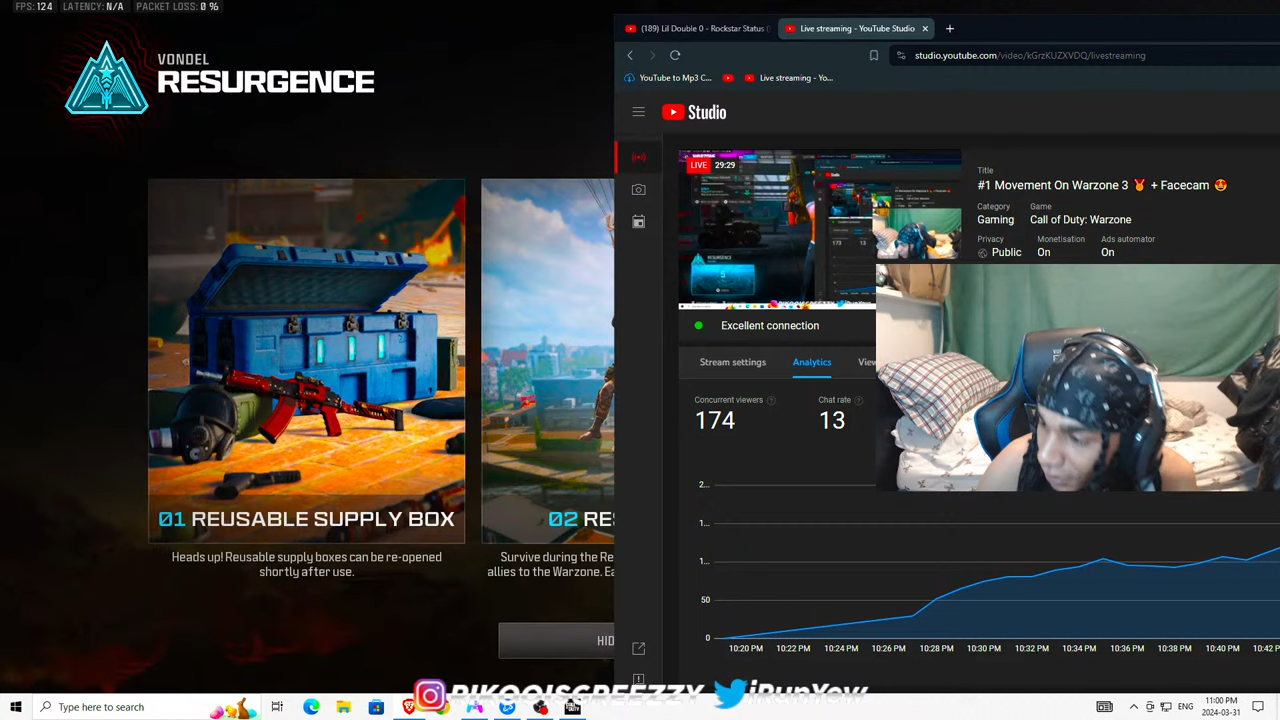 FPS: 124 LATENCY: N/A PACKET LOSS: 0 %
VONDEL
RESURGENCE
01 REUSABLE SUPPLY BOX
Heads up! Reusable supply boxes can be re-opened
shortly after use.
02 RES
Survive during the Re
allies to the Warzone. Ea
HID
(189) Lil Double 0 - Rockstar Status (
Live streaming - YouTube Studio
studio.youtube.com/video/kGrzKUZXVDQ/livestreaming
YouTube to Mp3 C...
Live streaming - Yo...
Studio
LIVE 29:29
Title
#1 Movement On Warzone 3 🥇 + Facecam 😍
Category
Gaming
Game
Call of Duty: Warzone
Privacy
Public
Monetisation
On
Ads automator
On
Excellent connection
Stream settings
Analytics
View
Concurrent viewers
174
Chat rate
13
2...
1...
1...
50
0
10:20 PM 10:22 PM 10:24 PM 10:26 PM 10:28 PM 10:30 PM 10:32 PM 10:34 PM 10:36 PM 10:38 PM 10:40 PM 10:42 P
PIKOOISGREEZZY
iRunYew
Type here to search
ENG
11:00 PM
2024-03-31